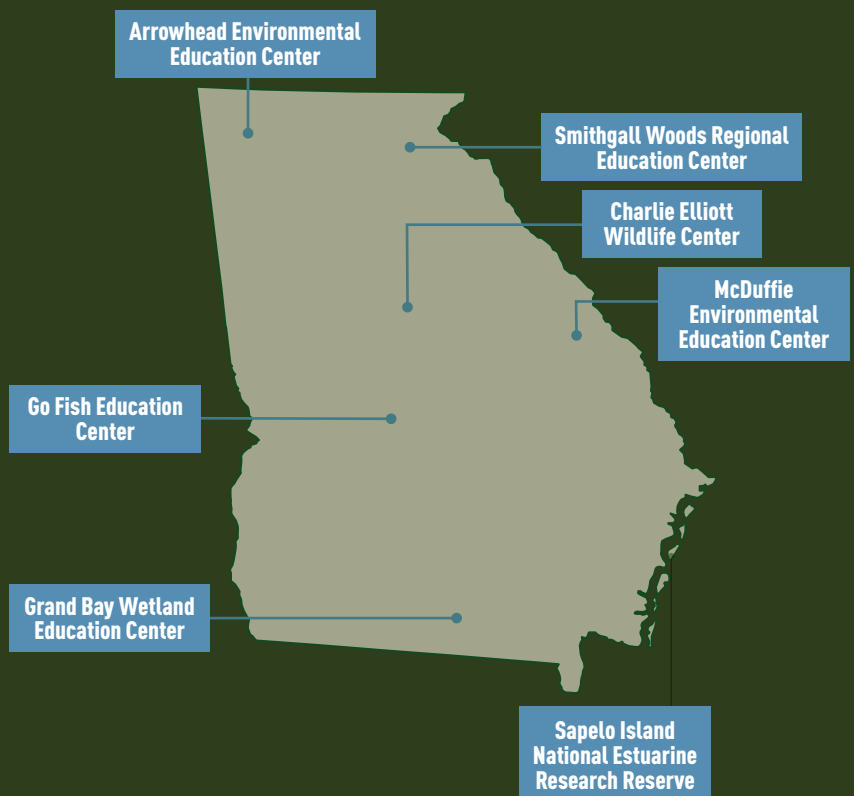 Arrowhead Environmental
Education Center
Smithgall Woods Regional
Education Center
Charlie Elliott
Wildlife Center
McDuffie
Environmental
Education Center
Go Fish Education
Center
Grand Bay Wetland
Education Center
Sapelo Island
National Estuarine
Research Reserve